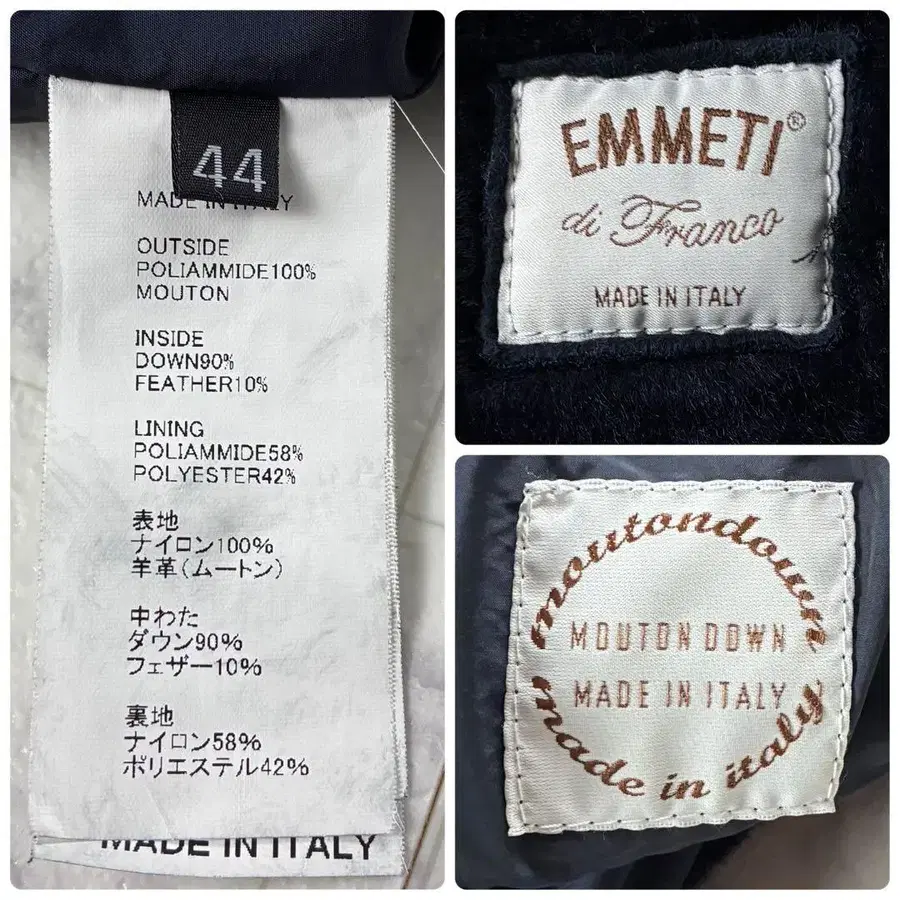 44
MADE IN ITALY
OUTSIDE
POLIAMMIDE100%
MOUTON
INSIDE
DOWN90%
FEATHER10%
LINING
POLIAMMIDE58%
POLYESTER42%
表地
ナイロン100%
羊革(ムートン)
中わた
ダウン90%
フェザー10%
裏地
ナイロン58%
ポリエステル42%
MADE IN ITALY
EMMETI®
di Franco
MADE IN ITALY
moutondown
MOUTON DOWN
MADE IN ITALY
made in italy